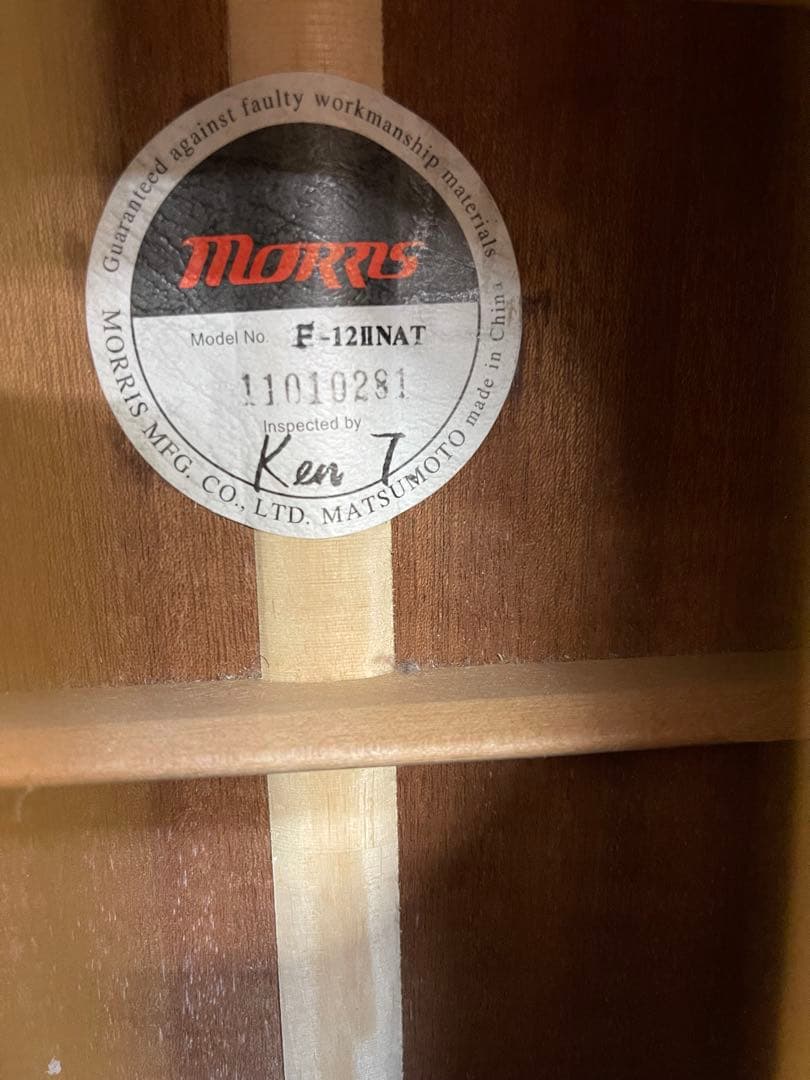 Guaranteed against faulty workmanship materials
MORRIS
Model No. F-12ⅡNAT
11010281
Inspected by
Ken T.
MORRIS MFG. CO., LTD. MATSUMOTO made in China